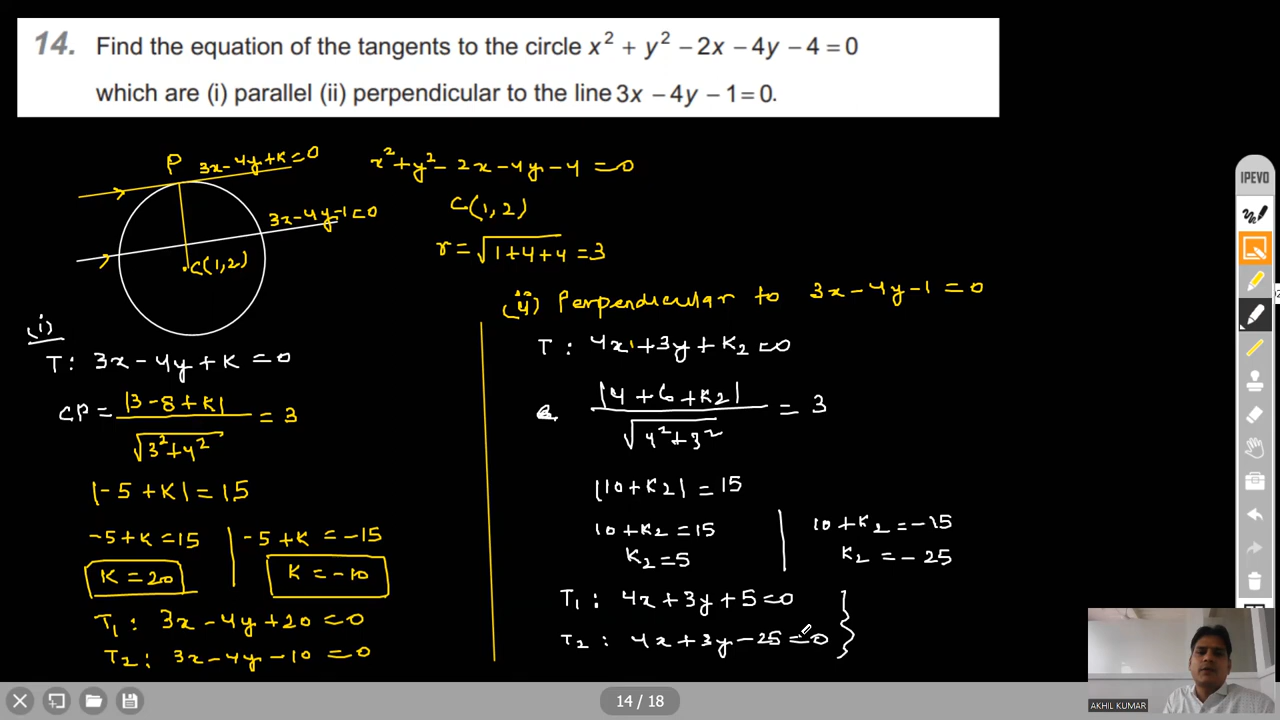 14. Find the equation of the tangents to the circle x² + y² − 2x − 4y − 4 = 0
which are (i) parallel (ii) perpendicular to the line 3x − 4y − 1 = 0.
P
3x-4y+K=0
3x-4y-1=0
C(1,2)
x²+y²-2x-4y-4=0
C(1,2)
r=√1+4+4=3
(i)
T: 3x-4y+K=0
CP=|3-8+K|/√3²+4²=3
|-5+K|=15
-5+K=15
K=20
-5+K=-15
K=-10
T₁: 3x-4y+20=0
T₂: 3x-4y-10=0
(ii) Perpendicular to 3x-4y-1=0
T: 4x+3y+K₂=0
|4+6+K₂|/√4²+3²=3
|10+K₂|=15
10+K₂=15
K₂=5
10+K₂=-15
K₂=-25
T₁: 4x+3y+5=0
T₂: 4x+3y-25=0
IPEVO
14 / 18
AKHIL KUMAR